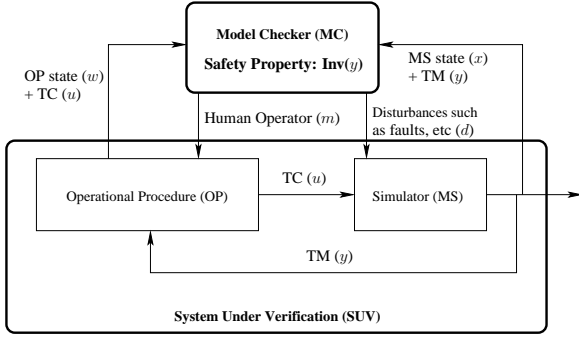 Model Checker (MC)
Safety Property: Inv(y)
OP state (w)
+ TC (u)
MS state (x)
+ TM (y)
Human Operator (m)
Disturbances such
as faults, etc (d)
Operational Procedure (OP)
TC (u)
Simulator (MS)
TM (y)
System Under Verification (SUV)